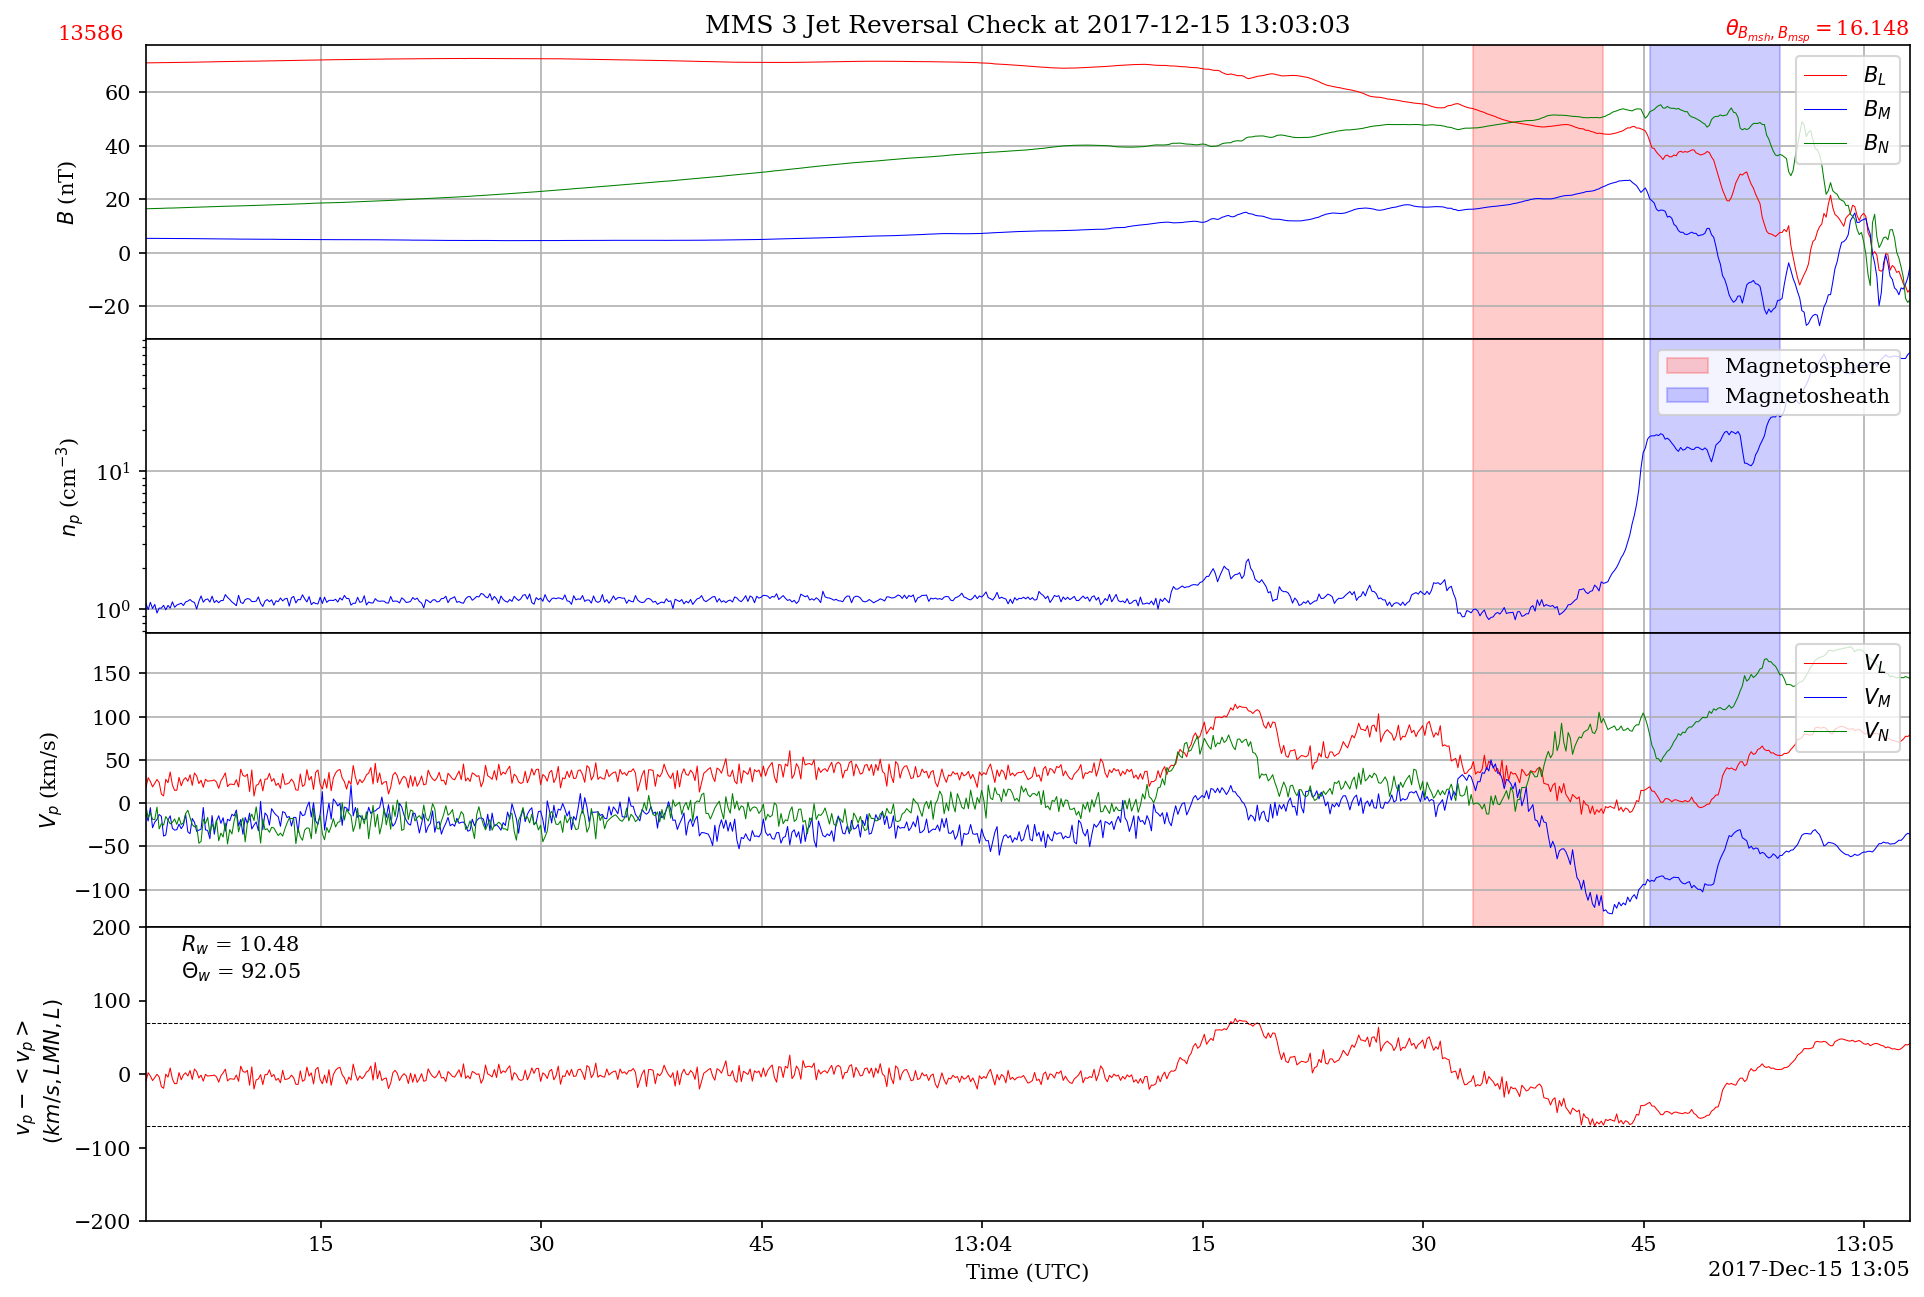 13586
MMS 3 Jet Reversal Check at 2017-12-15 13:03:03
θ_{B_{msh}, B_{msp}} = 16.148
B (nT)
60
40
20
0
−20
B_L
B_M
B_N
n_p (cm^{−3})
10^1
10^0
Magnetosphere
Magnetosheath
V_p (km/s)
150
100
50
0
−50
−100
V_L
V_M
V_N
v_p − < v_p >
(km/s, LMN, L)
200
100
0
−100
−200
R_w = 10.48
Θ_w = 92.05
15
30
45
13:04
15
30
45
13:05
Time (UTC)
2017-Dec-15 13:05